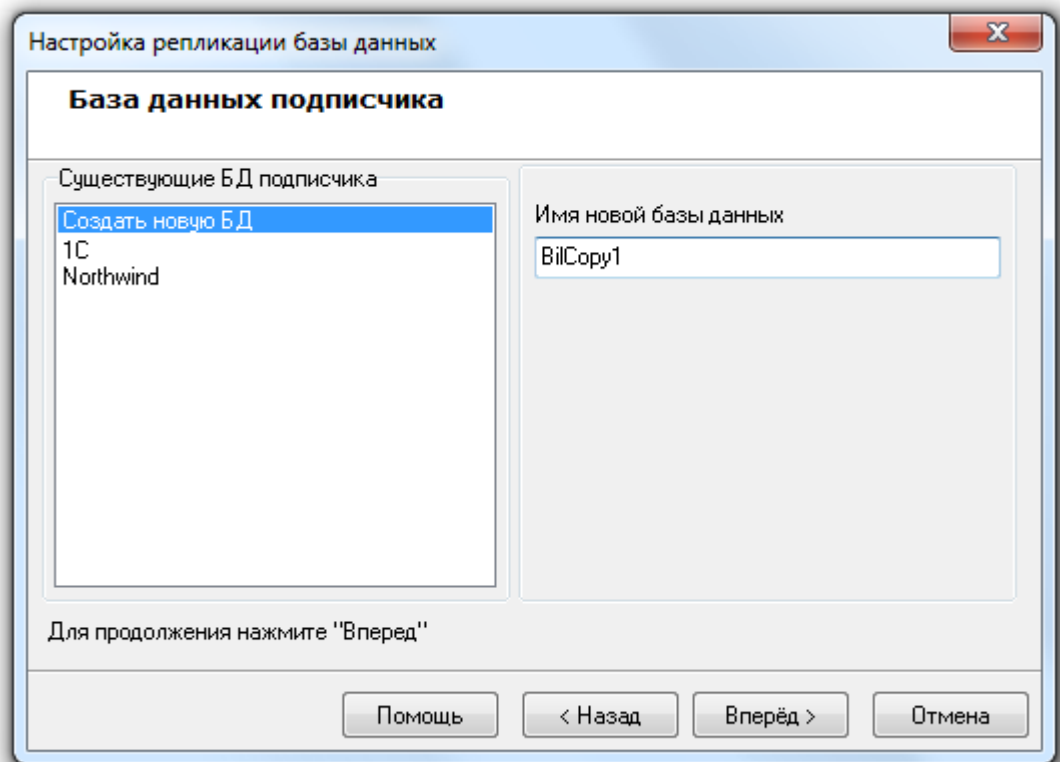 Настройка репликации базы данных
База данных подписчика
Существующие БД подписчика
Создать новую БД
1С
Northwind
Имя новой базы данных
BilCopy1
Для продолжения нажмите "Вперед"
Помощь
< Назад
Вперёд >
Отмена